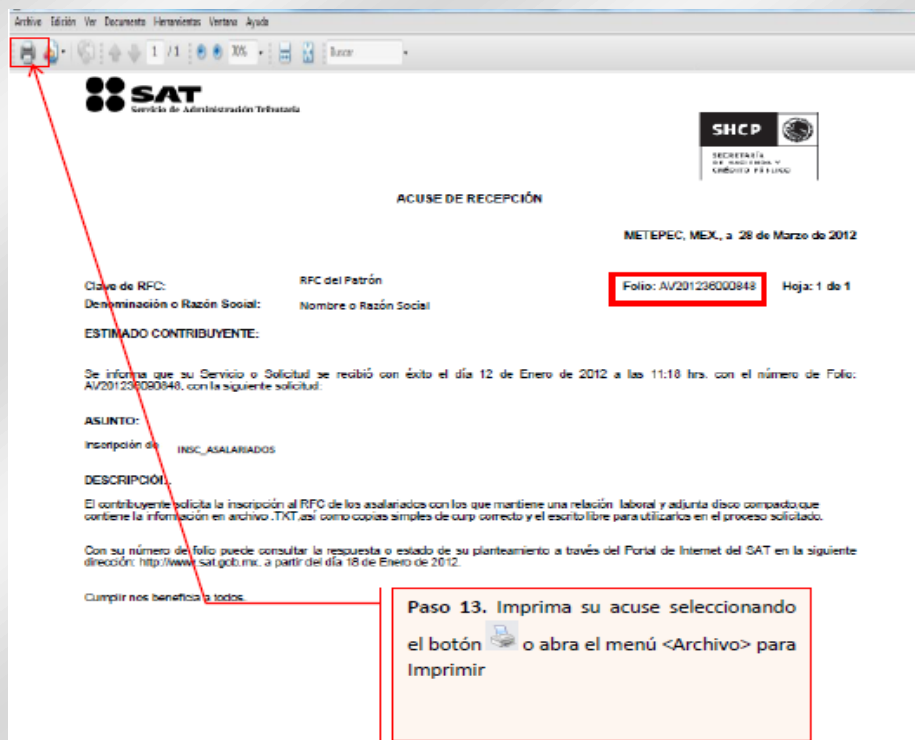 Archivo Edición Ver Documento Herramientas Ventana Ayuda
1 / 1 70% Buscar
SAT
Servicio de Administración Tributaria
SHCP
SECRETARÍA
DE HACIENDA Y
CRÉDITO PÚBLICO
ACUSE DE RECEPCIÓN
METEPEC, MEX., a 28 de Marzo de 2012
Clave de RFC: RFC del Patrón Folio: AV201236090848 Hoja: 1 de 1
Denominación o Razón Social: Nombre o Razón Social
ESTIMADO CONTRIBUYENTE:
Se informa que su Servicio o Solicitud se recibió con éxito el día 12 de Enero de 2012 a las 11:18 hrs. con el número de Folio:
AV201236090848, con la siguiente solicitud:
ASUNTO:
Inscripción de INSC_ASALARIADOS
DESCRIPCIÓN:
El contribuyente solicita la inscripción al RFC de los asalariados con los que mantiene una relación laboral y adjunta disco compacto,que
contiene la información en archivo .TXT,así como copias simples de curp correcto y el escrito libre para utilizarlos en el proceso solicitado.
Con su número de folio puede consultar la respuesta o estado de su planteamiento a través del Portal de Internet del SAT en la siguiente
dirección: http://www.sat.gob.mx, a partir del día 18 de Enero de 2012.
Cumplir nos beneficia a todos.
Paso 13. Imprima su acuse seleccionando
el botón o abra el menú <Archivo> para
Imprimir